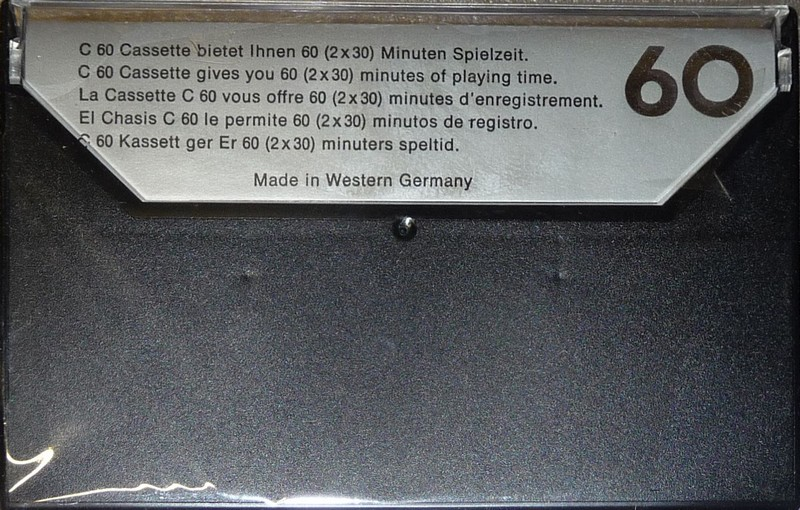 C 60 Cassette bietet Ihnen 60 (2x30) Minuten Spielzeit.
C 60 Cassette gives you 60 (2x30) minutes of playing time.
La Cassette C 60 vous offre 60 (2x30) minutes d'enregistrement.
El Chasis C 60 le permite 60 (2x30) minutos de registro.
C 60 Kassett ger Er 60 (2x30) minuters speltid.
60
Made in Western Germany